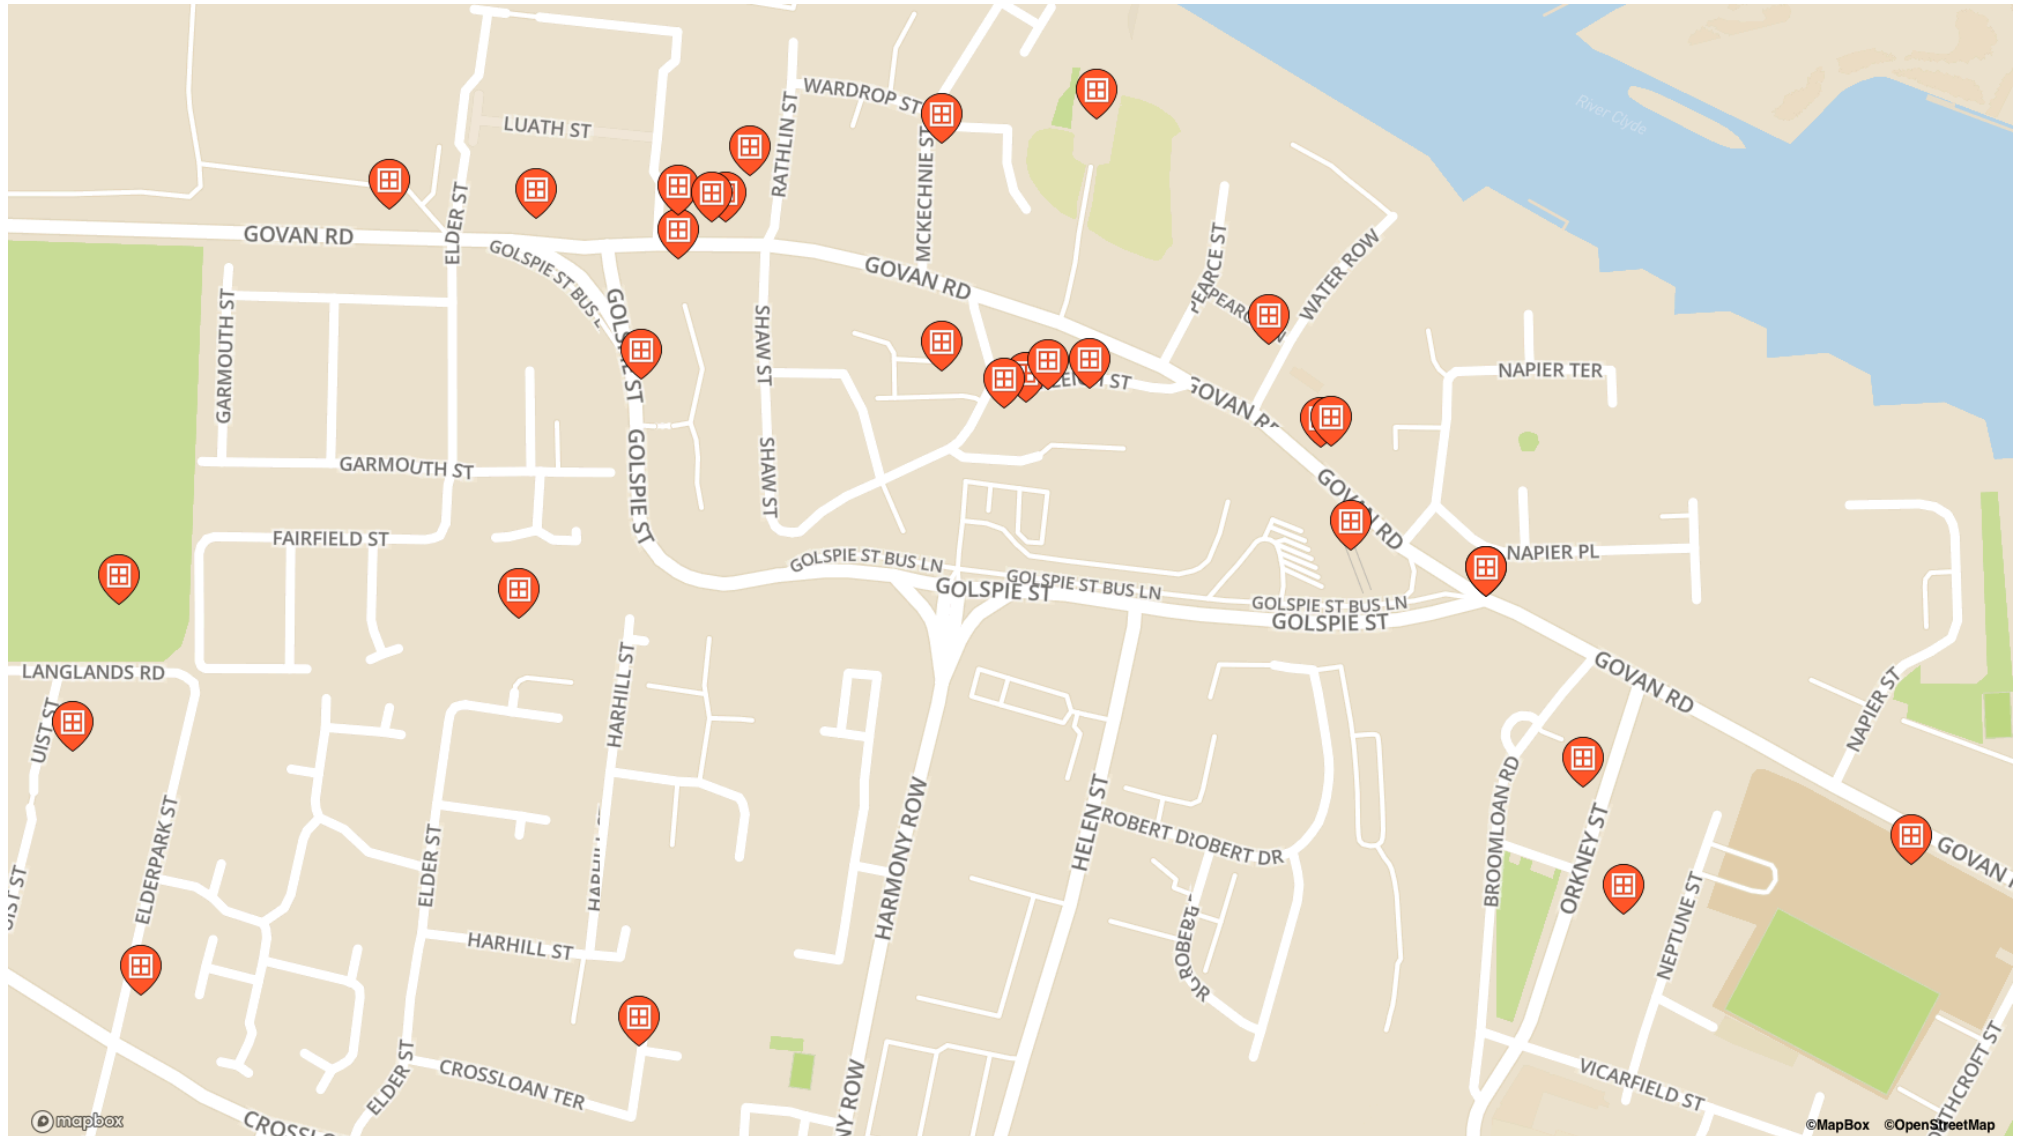 WARDROP ST
River Clyde
LUATH ST
RATHLIN ST
MCKECHNIE ST
ELDER ST
GOVAN RD
GOLSPIE ST BUS L
GOVAN RD
PEARCE ST
WATER ROW
GARMOUTH ST
SHAW ST
NAPIER TER
GOVAN RD
GARMOUTH ST
GOLSPIE ST
SHAW ST
GOVAN RD
FAIRFIELD ST
GOLSPIE ST BUS LN
NAPIER PL
GOLSPIE ST
GOLSPIE ST BUS LN
GOLSPIE ST BUS LN
GOLSPIE ST
LANGLANDS RD
UIST ST
HARHILL ST
GOVAN RD
NAPIER ST
ELDERPARK ST
ELDER ST
HARMONY ROW
HELEN ST
ROBERT D
OBERT DR
BROOMLOAN RD
ORKNEY ST
GOVAN
NEPTUNE ST
HARHILL ST
ELDER ST
CROSSLOAN TER
VICARFIELD ST
NY ROW
mapbox
©MapBox ©OpenStreetMap